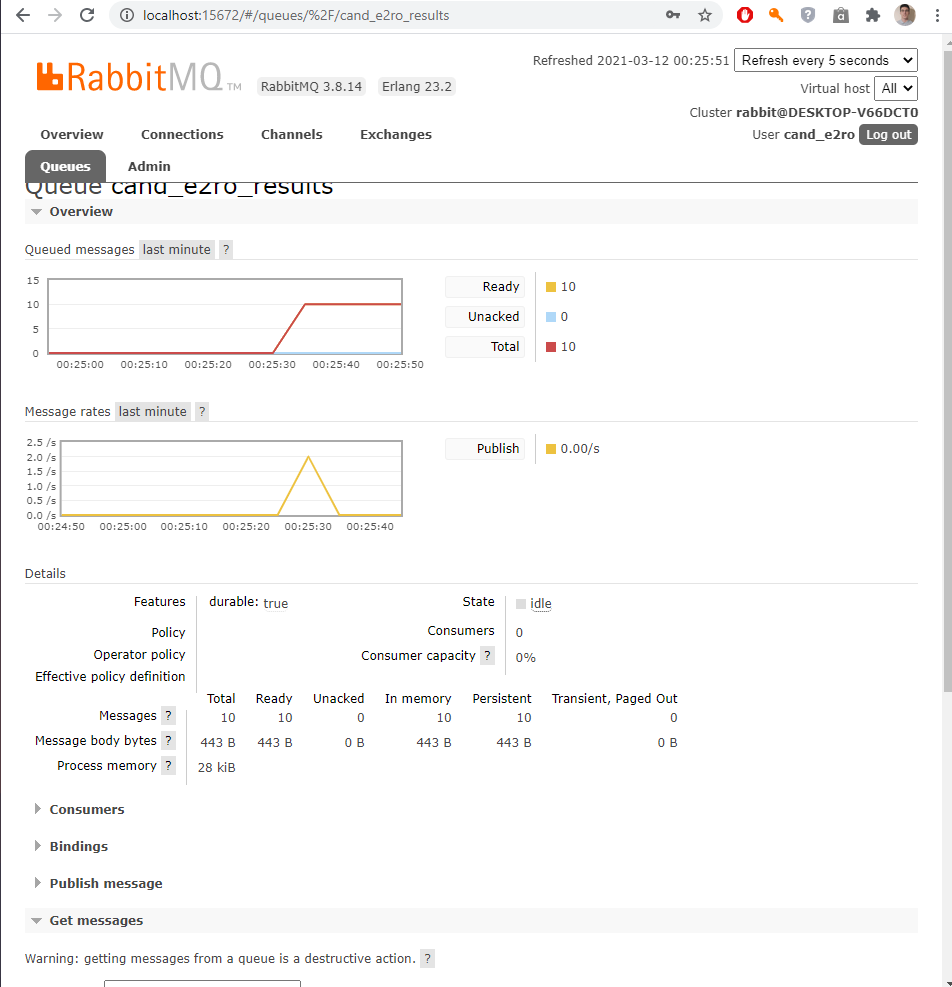 localhost:15672/#/queues/%2F/cand_e2ro_results
RabbitMQ TM RabbitMQ 3.8.14 Erlang 23.2
Refreshed 2021-03-12 00:25:51 Refresh every 5 seconds
Virtual host All
Cluster rabbit@DESKTOP-V66DCT0
User cand_e2ro Log out
Overview Connections Channels Exchanges
Queues Admin
Queue cand_e2ro_results
Overview
Queued messages last minute ?
15
10
5
0
00:25:00 00:25:10 00:25:20 00:25:30 00:25:40 00:25:50
Ready 10
Unacked 0
Total 10
Message rates last minute ?
2.5 /s
2.0 /s
1.5 /s
1.0 /s
0.5 /s
0.0 /s
00:24:50 00:25:00 00:25:10 00:25:20 00:25:30 00:25:40
Publish 0.00/s
Details
Features durable: true
Policy
Operator policy
Effective policy definition
State idle
Consumers 0
Consumer capacity ? 0%
Total Ready Unacked In memory Persistent Transient, Paged Out
Messages ? 10 10 0 10 10 0
Message body bytes ? 443 B 443 B 0 B 443 B 443 B 0 B
Process memory ? 28 kiB
Consumers
Bindings
Publish message
Get messages
Warning: getting messages from a queue is a destructive action. ?